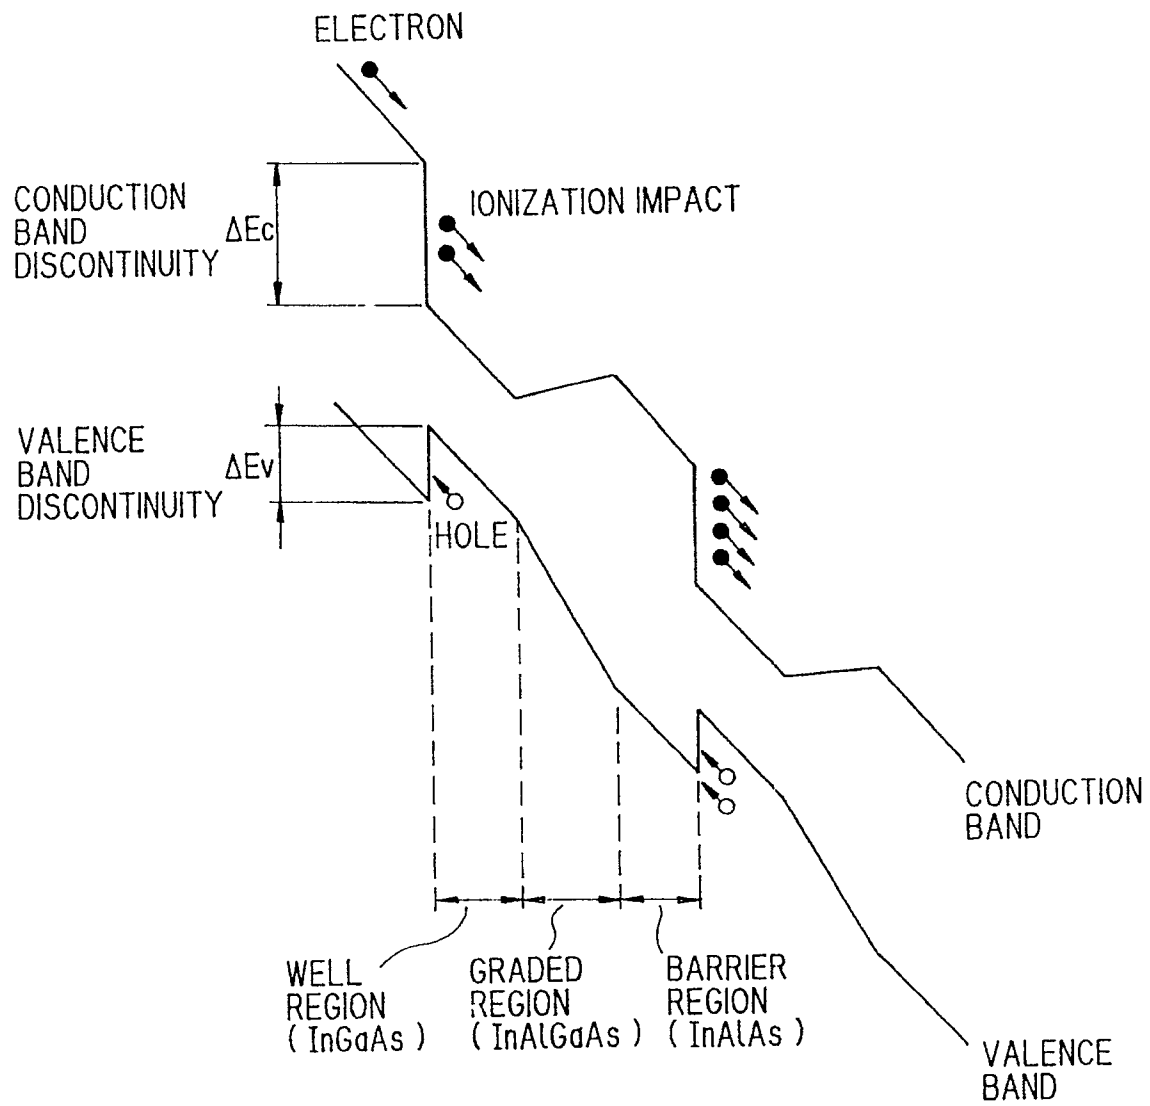 ELECTRON
CONDUCTION
BAND
DISCONTINUITY
ΔEc
IONIZATION IMPACT
VALENCE
BAND
DISCONTINUITY
ΔEv
HOLE
CONDUCTION
BAND
WELL
REGION
(InGaAs)
GRADED
REGION
(InAlGaAs)
BARRIER
REGION
(InAlAs)
VALENCE
BAND